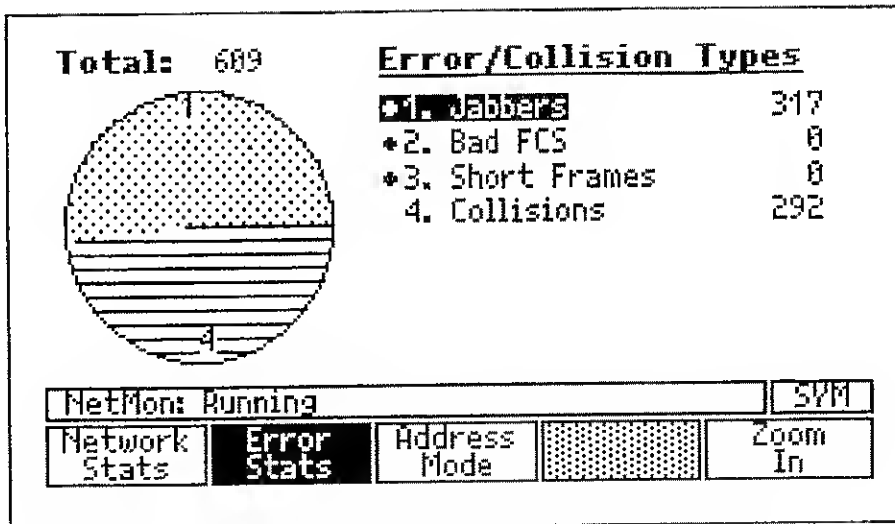 Total: 609
Error/Collision Types
◆1. Jabbers 317
◆2. Bad FCS 0
◆3. Short Frames 0
4. Collisions 292
1
4
NetMon: Running SYM
Network Stats
Error Stats
Address Mode
Zoom In